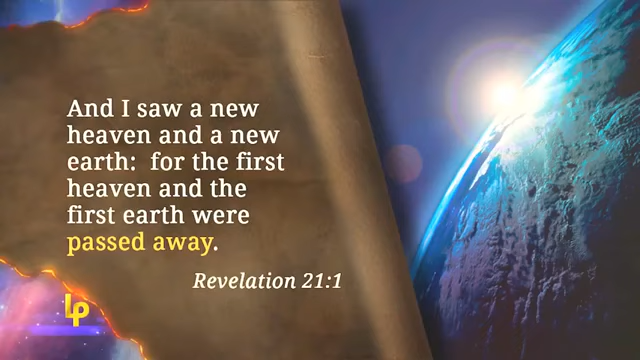 And I saw a new
heaven and a new
earth:  for the first
heaven and the
first earth were
passed away.
Revelation 21:1
LP